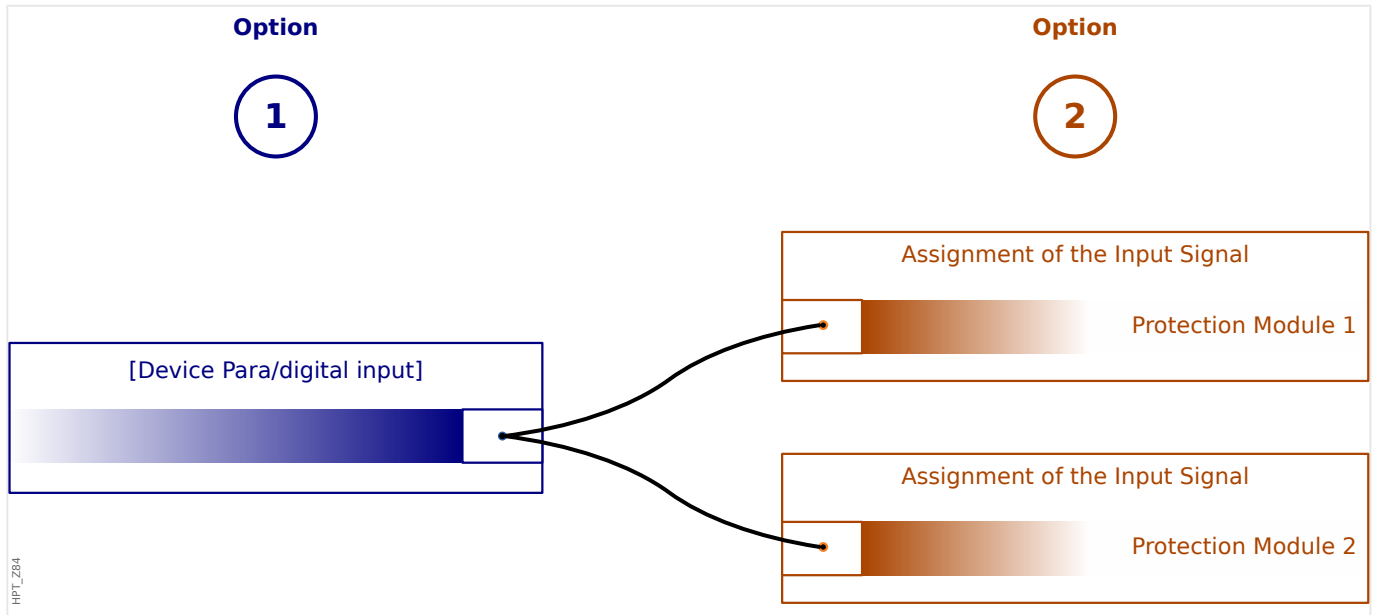 Option
1
Option
2
[Device Para/digital input]
Assignment of the Input Signal
Protection Module 1
Assignment of the Input Signal
Protection Module 2
HPT_Z84